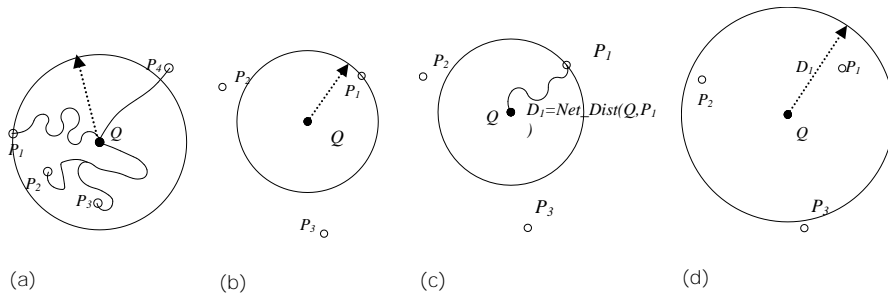 P4
Q
P1
P2
P3
(a)
P2
P1
Q
P3
(b)
P1
P2
Q
D1=Net_Dist(Q,P1
)
P3
(c)
D1
P1
P2
Q
P3
(d)